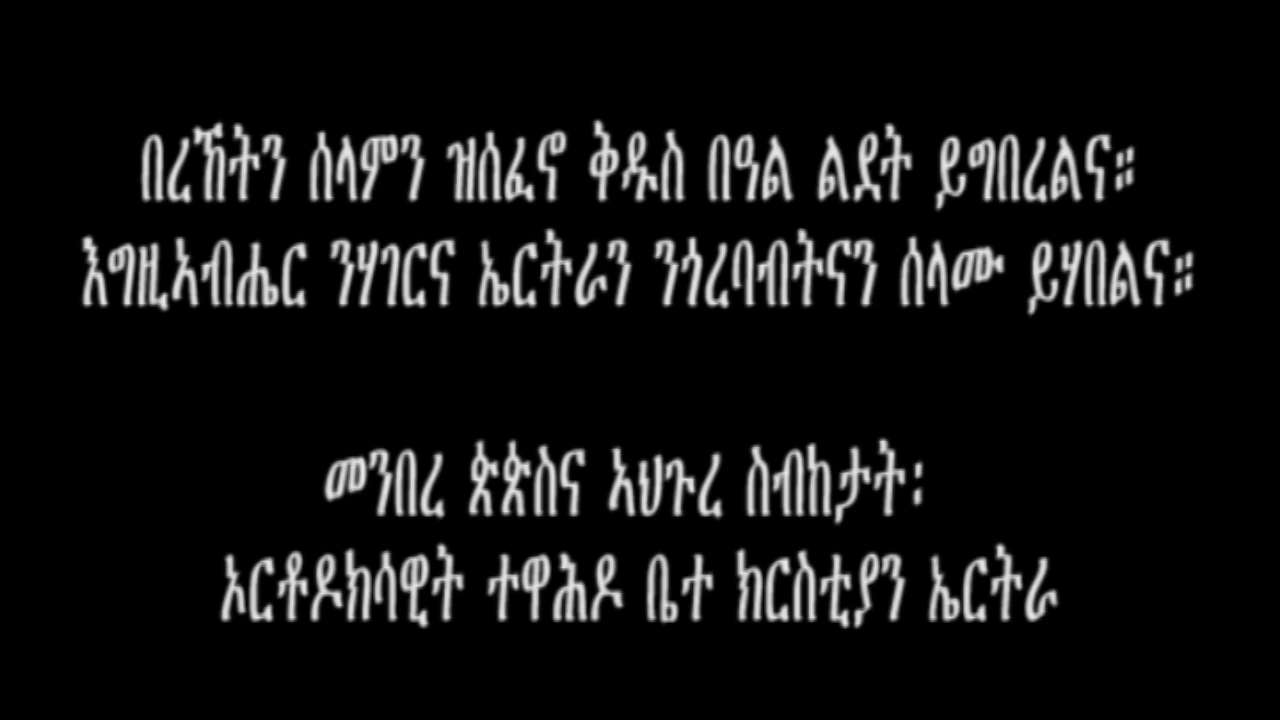 በረኸትን ሰላምን ዝሰፈኖ ቅዱስ በዓል ልደት ይግበረልና።
እግዚኣብሔር ንሃገርና ኤርትራን ንጎረባብትናን ሰላሙ ይሃበልና።
መንበረ ጵጵስና ኣህጉረ ስብከታት፡
ኦርቶዶክሳዊት ተዋሕዶ ቤተ ክርስቲያን ኤርትራ